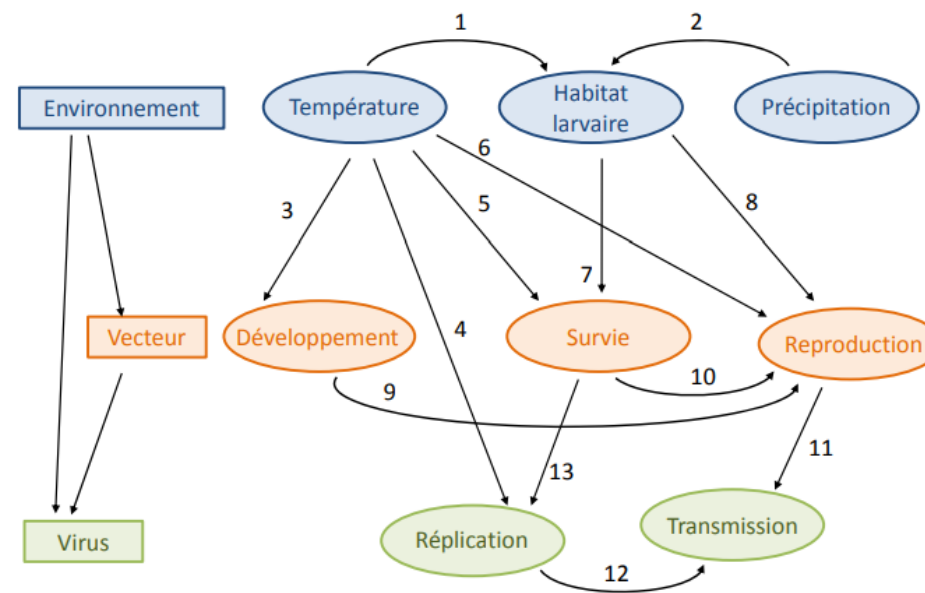 1
2
Environnement
Température
Habitat
larvaire
Précipitation
6
3
5
8
7
Vecteur
Développement
4
Survie
Reproduction
9
10
11
13
Virus
Réplication
Transmission
12